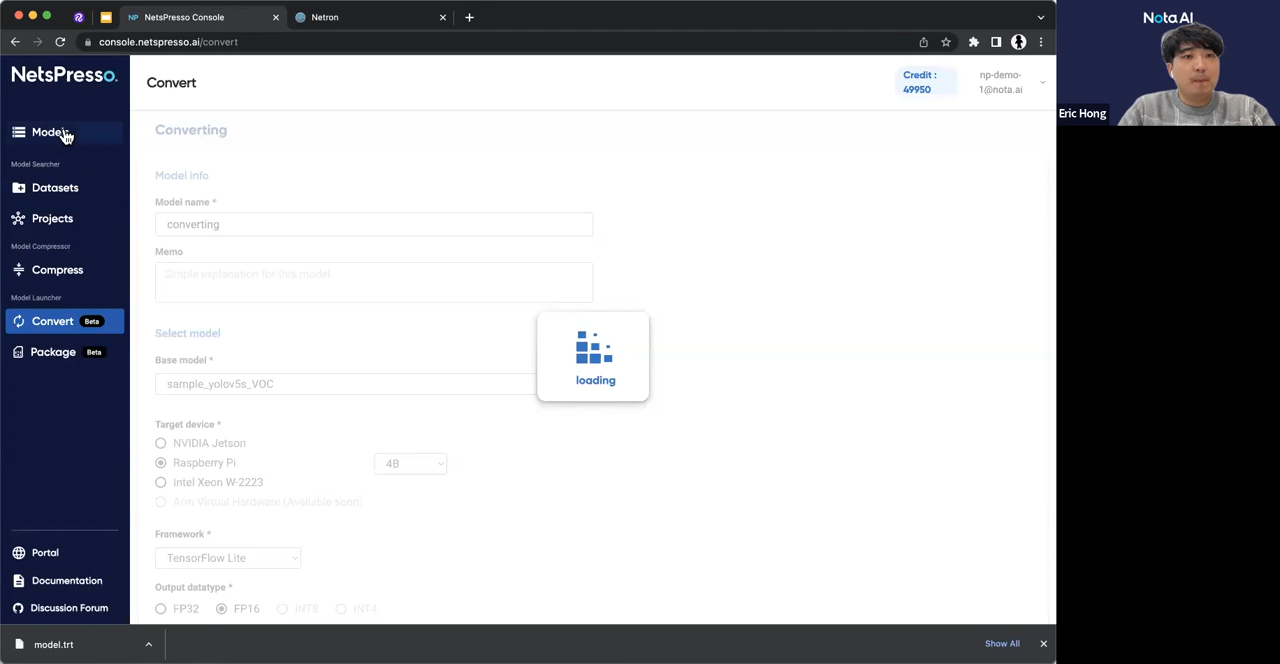 NP NetsPresso Console
Netron
console.netspresso.ai/convert
NetsPresso.
Convert
Credit :
49950
np-demo-
1@nota.ai
Nota AI
Eric Hong
Models
Model Searcher
Datasets
Projects
Model Compressor
Compress
Model Launcher
Convert Beta
Package Beta
Portal
Documentation
Discussion Forum
Converting
Model info
Model name *
converting
Memo
Simple explanation for this model
Select model
Base model *
sample_yolov5s_VOC
loading
Target device *
NVIDIA Jetson
Raspberry Pi 4B
Intel Xeon W-2223
Arm Virtual Hardware (Available soon)
Framework *
TensorFlow Lite
Output datatype *
FP32 FP16 INT8 INT4
model.trt
Show All